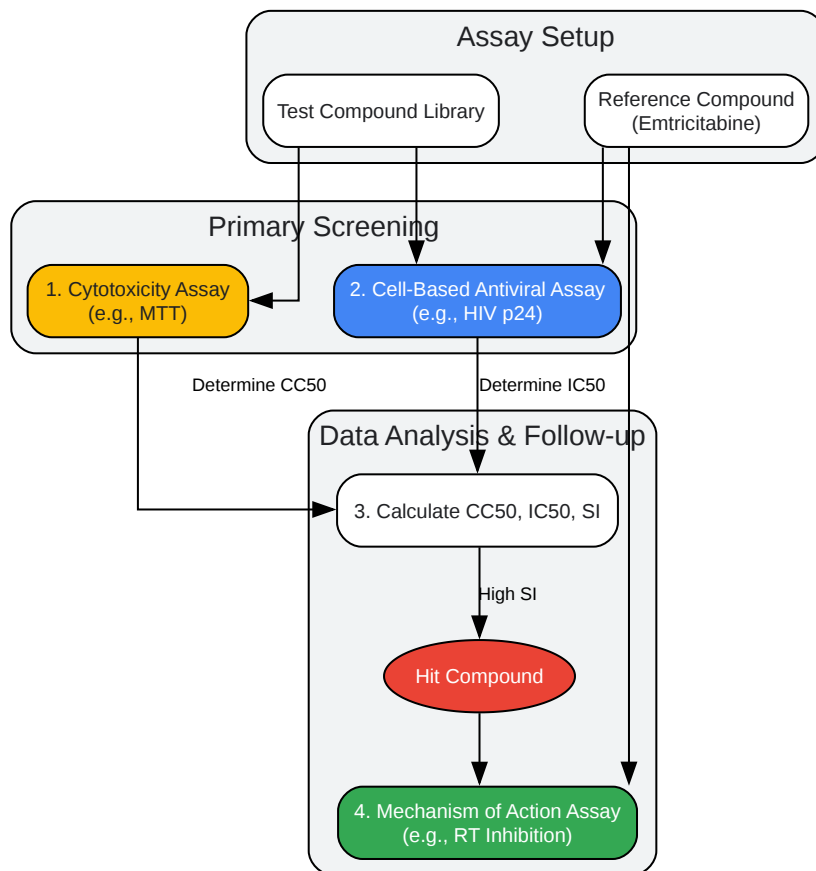 Assay Setup
Test Compound Library
Reference Compound
(Emtricitabine)
Primary Screening
1. Cytotoxicity Assay
(e.g., MTT)
2. Cell-Based Antiviral Assay
(e.g., HIV p24)
Determine CC50
Determine IC50
Data Analysis & Follow-up
3. Calculate CC50, IC50, SI
High SI
Hit Compound
4. Mechanism of Action Assay
(e.g., RT Inhibition)